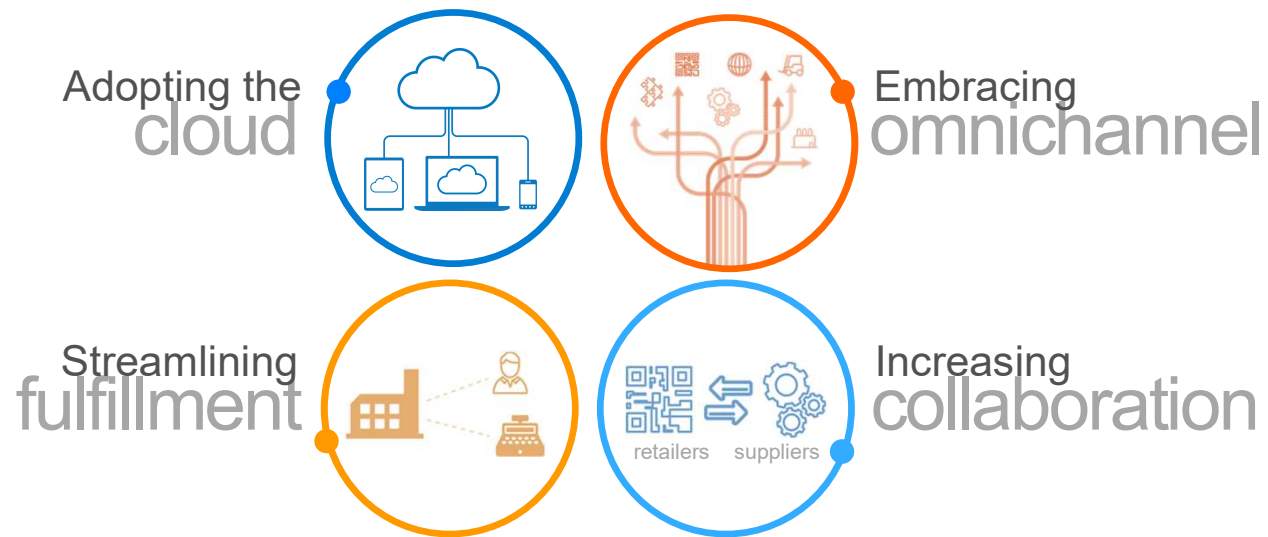 Adopting the
cloud
Embracing
omnichannel
Streamlining
fulfillment
Increasing
collaboration
retailers suppliers